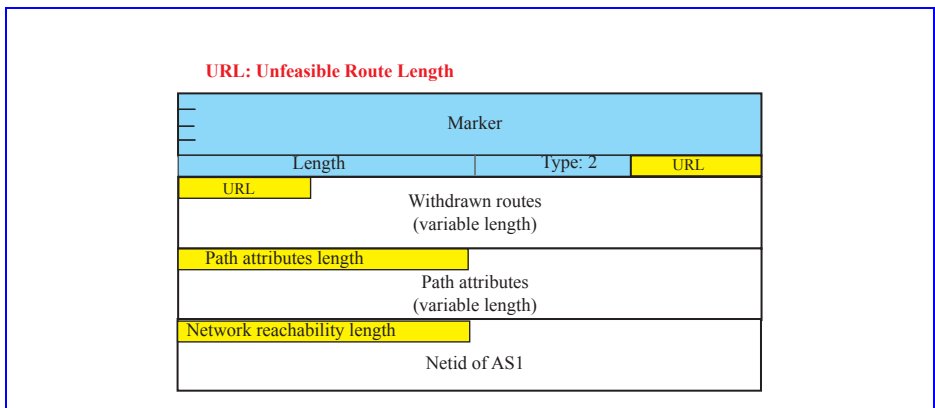 URL: Unfeasible Route Length
Marker
Length Type: 2 URL
URL
Withdrawn routes
(variable length)
Path attributes length
Path attributes
(variable length)
Network reachability length
Netid of AS1